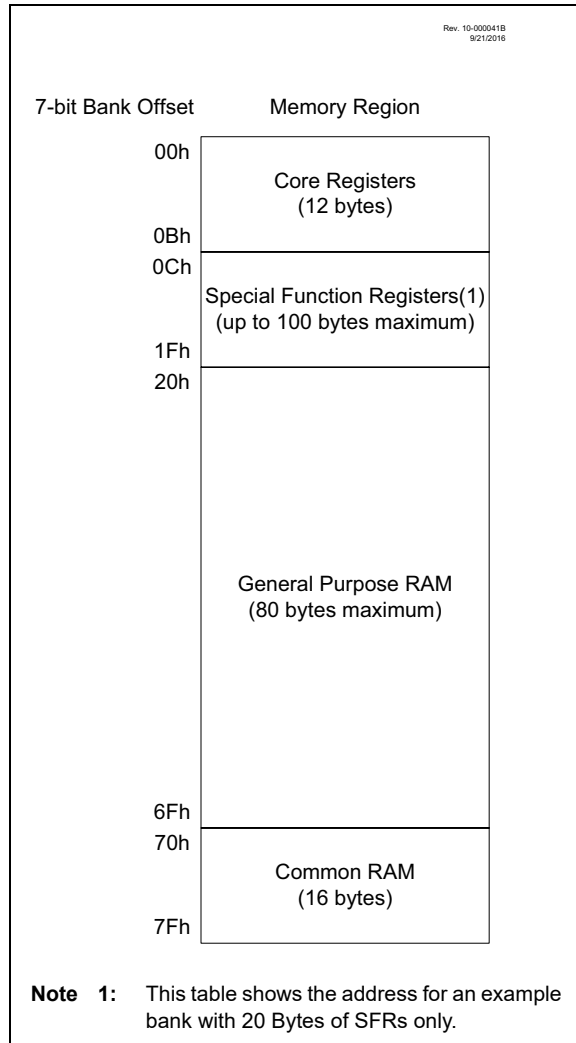 Rev. 10-000041B
9/21/2016
7-bit Bank Offset Memory Region
00h
Core Registers
(12 bytes)
0Bh
0Ch
Special Function Registers(1)
(up to 100 bytes maximum)
1Fh
20h
General Purpose RAM
(80 bytes maximum)
6Fh
70h
Common RAM
(16 bytes)
7Fh
Note 1: This table shows the address for an example
bank with 20 Bytes of SFRs only.